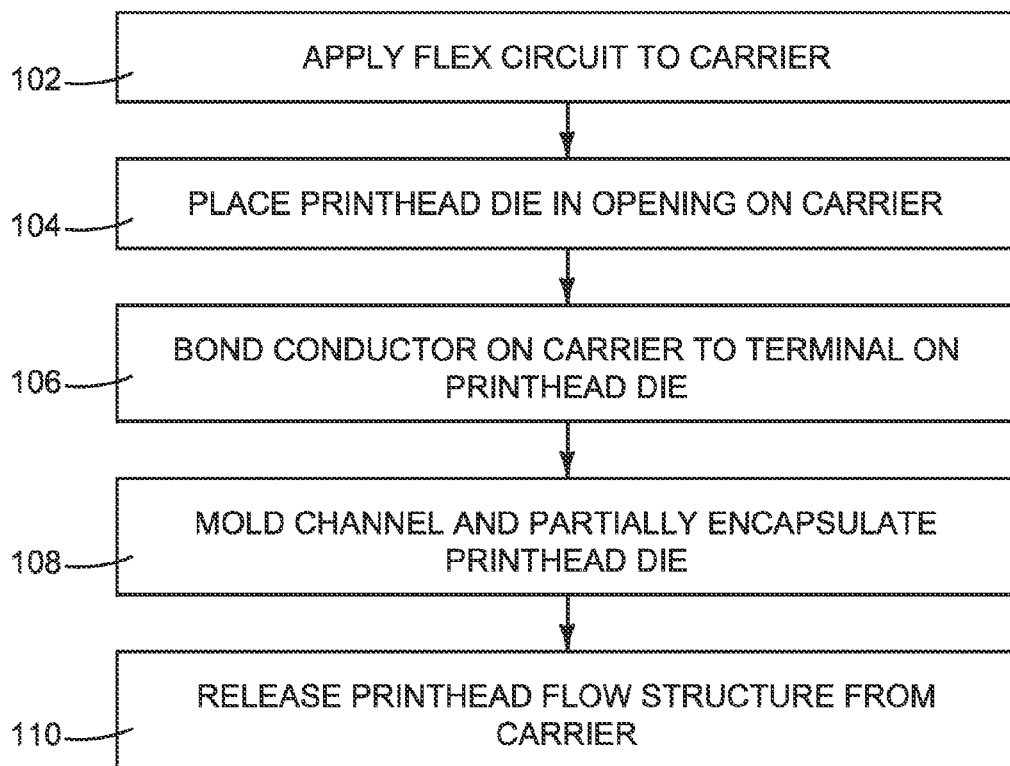 102
APPLY FLEX CIRCUIT TO CARRIER
104
PLACE PRINTHEAD DIE IN OPENING ON CARRIER
106
BOND CONDUCTOR ON CARRIER TO TERMINAL ON
PRINTHEAD DIE
108
MOLD CHANNEL AND PARTIALLY ENCAPSULATE
PRINTHEAD DIE
110
RELEASE PRINTHEAD FLOW STRUCTURE FROM
CARRIER